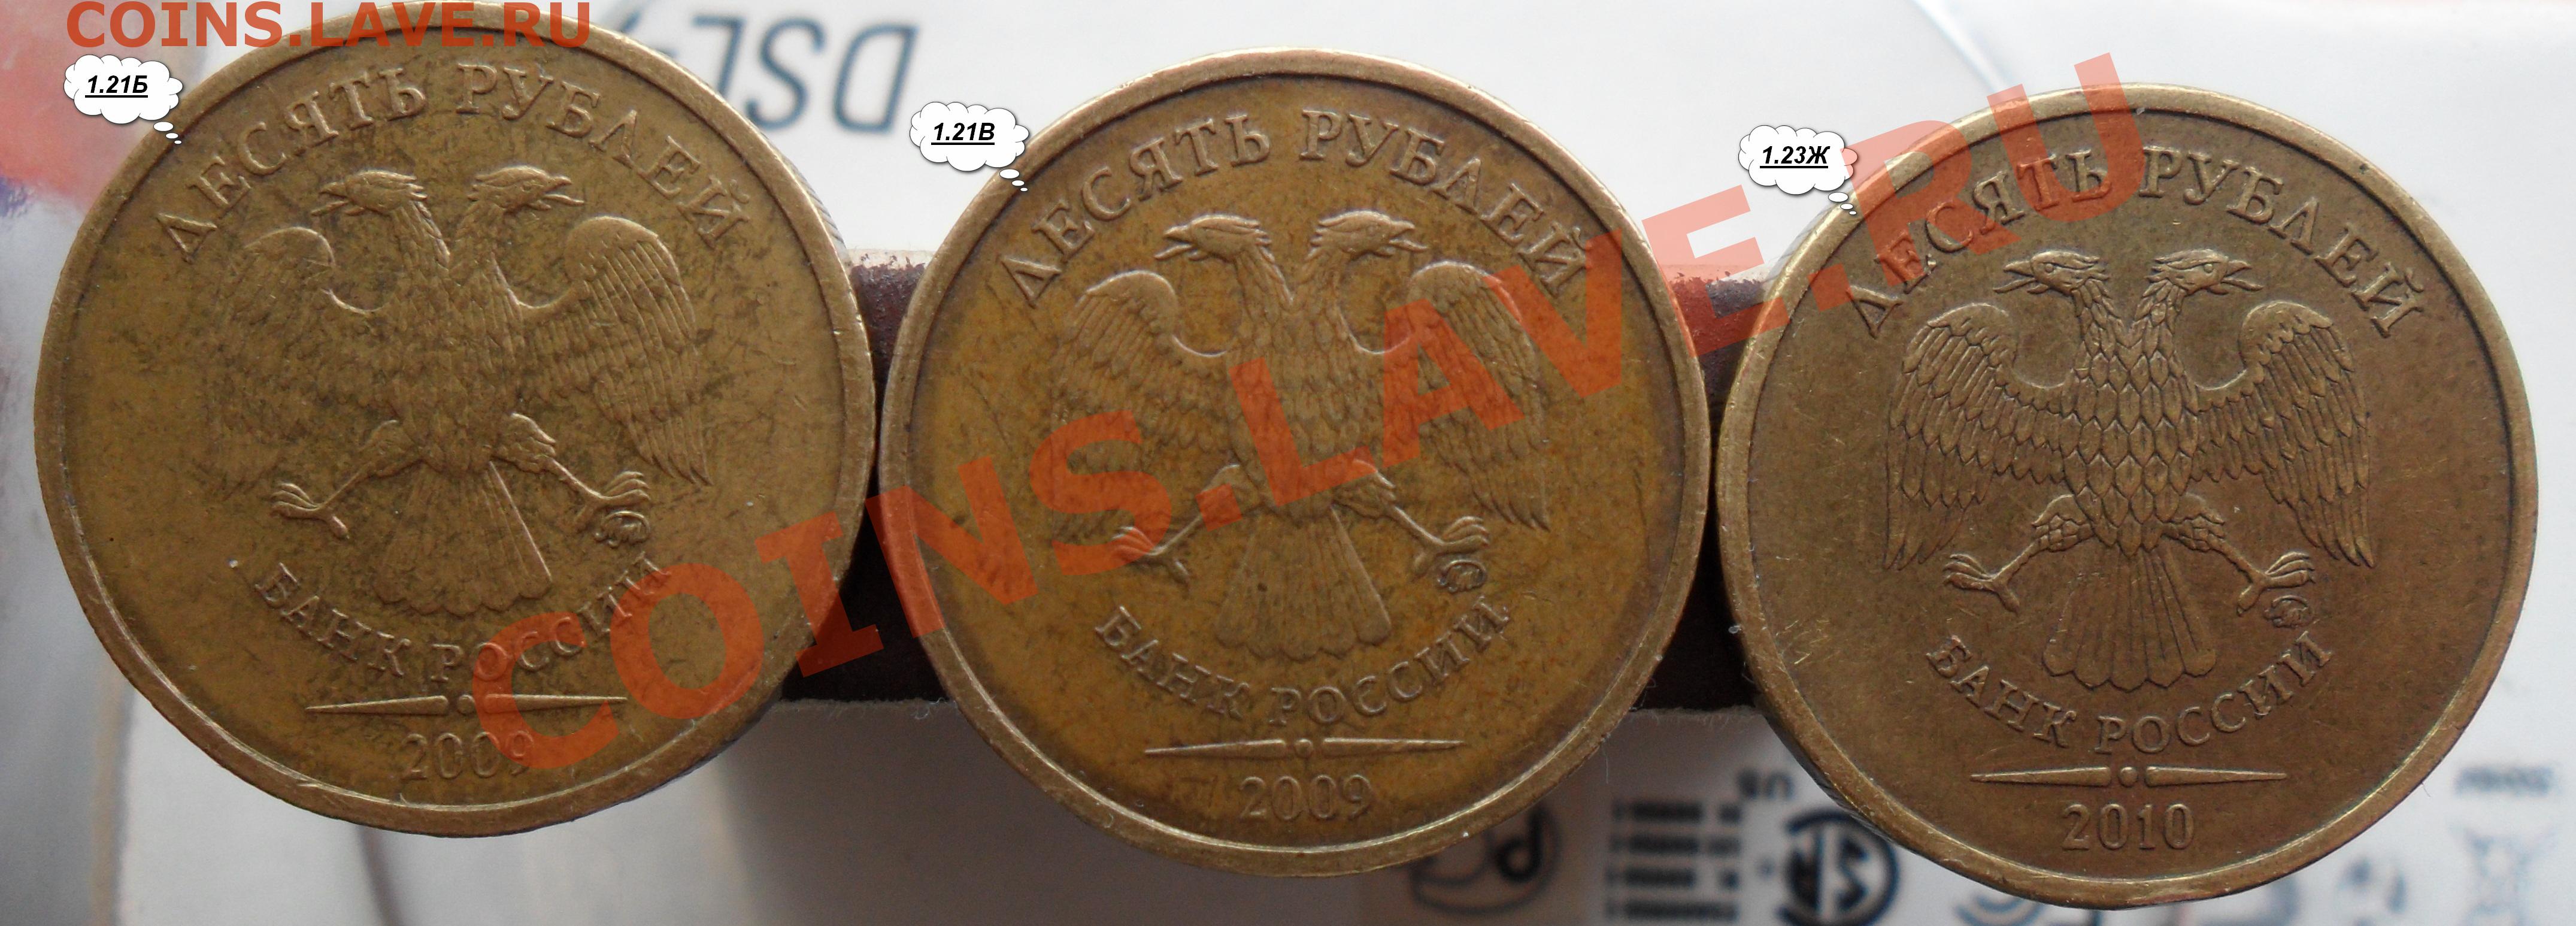 COINS.LAVE.RU
1.21Б
ДЕСЯТЬ РУБЛЕЙ
БАНК РОССИИ
2009
1.21В
ДЕСЯТЬ РУБЛЕЙ
БАНК РОССИИ
2009
1.23Ж
ДЕСЯТЬ РУБЛЕЙ
БАНК РОССИИ
2010
COINS.LAVE.RU
DSL